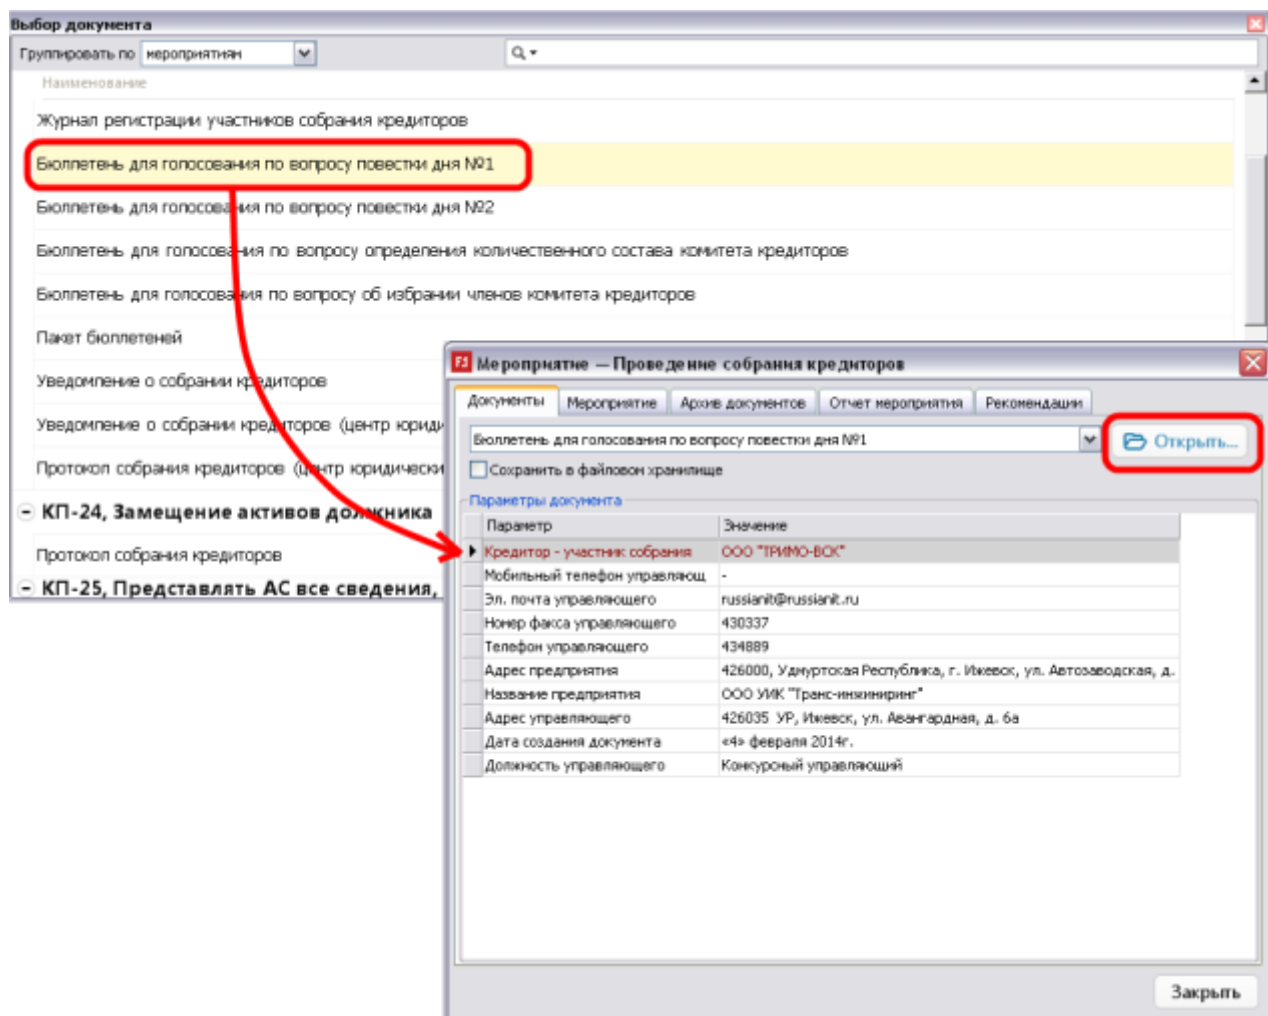 Выбор документа
Группировать по мероприятиям
Наименование
Журнал регистрации участников собрания кредиторов
Бюллетень для голосования по вопросу повестки дня №1
Бюллетень для голосования по вопросу повестки дня №2
Бюллетень для голосования по вопросу определения количественного состава комитета кредиторов
Бюллетень для голосования по вопросу об избрании членов комитета кредиторов
Пакет бюллетеней
Уведомление о собрании кредиторов
Уведомление о собрании кредиторов (центр юриди
Протокол собрания кредиторов (центр юридически
КП-24, Замещение активов должника
Протокол собрания кредиторов
КП-25, Представлять АС все сведения,
F1 Мероприятие — Проведение собрания кредиторов
Документы Мероприятие Архив документов Отчет мероприятия Рекомендации
Бюллетень для голосования по вопросу повестки дня №1
Открыть...
Сохранить в файловом хранилище
Параметры документа
Параметр Значение
Кредитор - участник собрания ООО "ТРИМО-ВСК"
Мобильный телефон управляющ -
Эл. почта управляющего russianit@russianit.ru
Номер факса управляющего 430337
Телефон управляющего 434889
Адрес предприятия 426000, Удмуртская Республика, г. Ижевск, ул. Автозаводская, д.
Название предприятия ООО УИК "Транс-инжиниринг"
Адрес управляющего 426035 УР, Ижевск, ул. Авангардная, д. 6а
Дата создания документа «4» февраля 2014г.
Должность управляющего Конкурсный управляющий
Закрыть